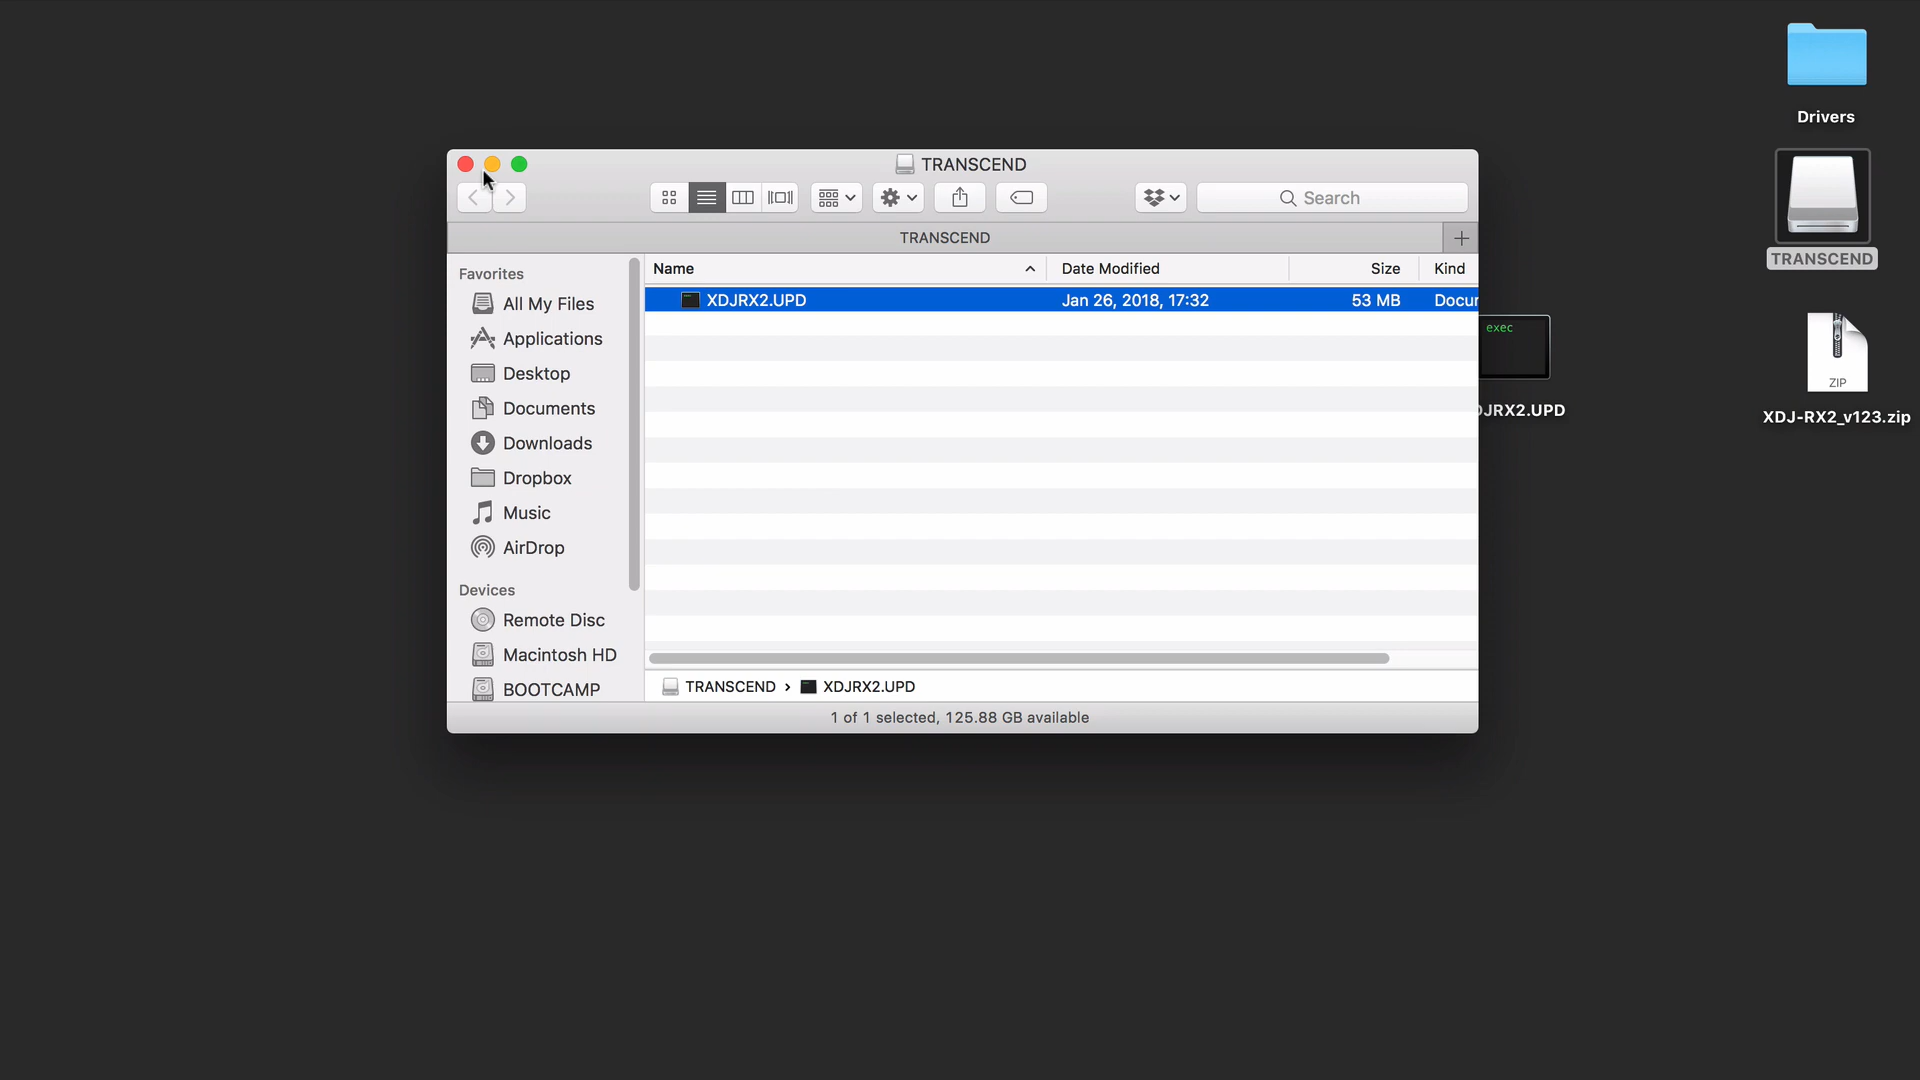 TRANSCEND
Search
TRANSCEND
Name
Date Modified
Size
Kind
XDJRX2.UPD
Jan 26, 2018, 17:32
53 MB
Docur
Favorites
All My Files
Applications
Desktop
Documents
Downloads
Dropbox
Music
AirDrop
Devices
Remote Disc
Macintosh HD
BOOTCAMP
TRANSCEND › XDJRX2.UPD
1 of 1 selected, 125.88 GB available
exec
DJRX2.UPD
Drivers
TRANSCEND
ZIP
XDJ-RX2_v123.zip